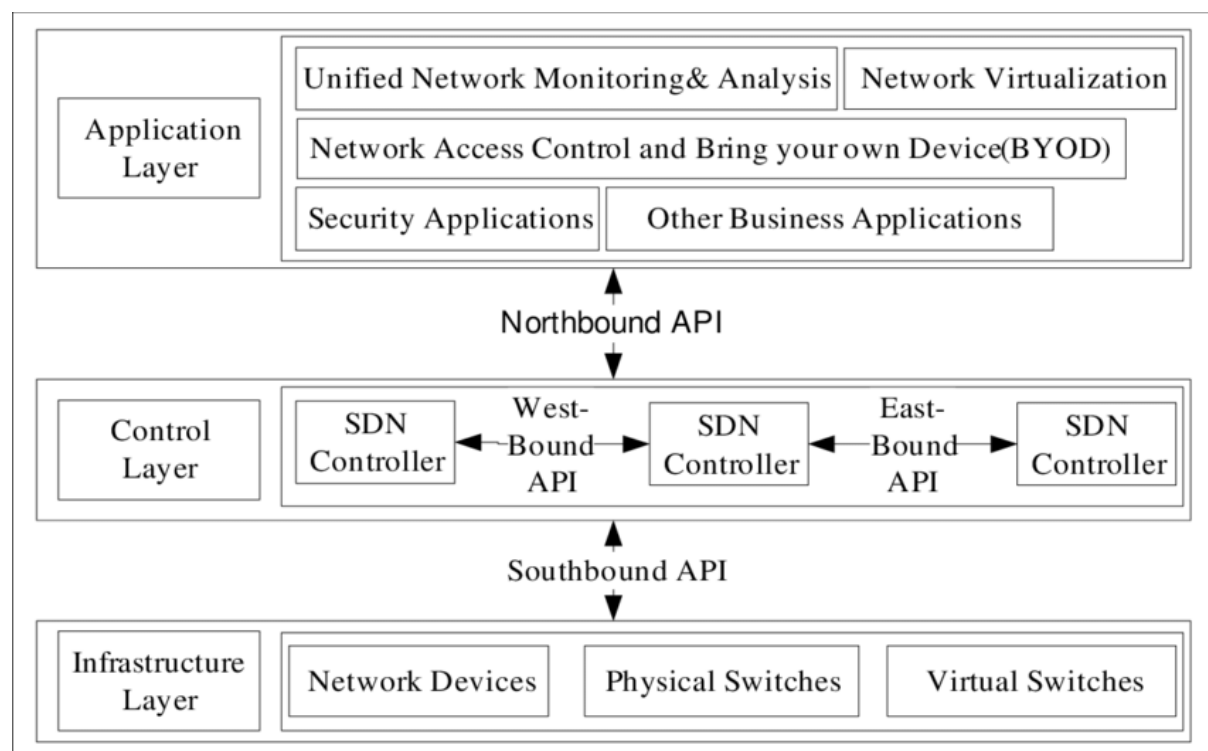 Unified Network Monitoring& Analysis
Network Virtualization
Application
Layer
Network Access Control and Bring your own Device(BYOD)
Security Applications
Other Business Applications
Northbound API
Control
Layer
SDN
Controller
West-
Bound
API
SDN
Controller
East-
Bound
API
SDN
Controller
Southbound API
Infrastructure
Layer
Network Devices
Physical Switches
Virtual Switches